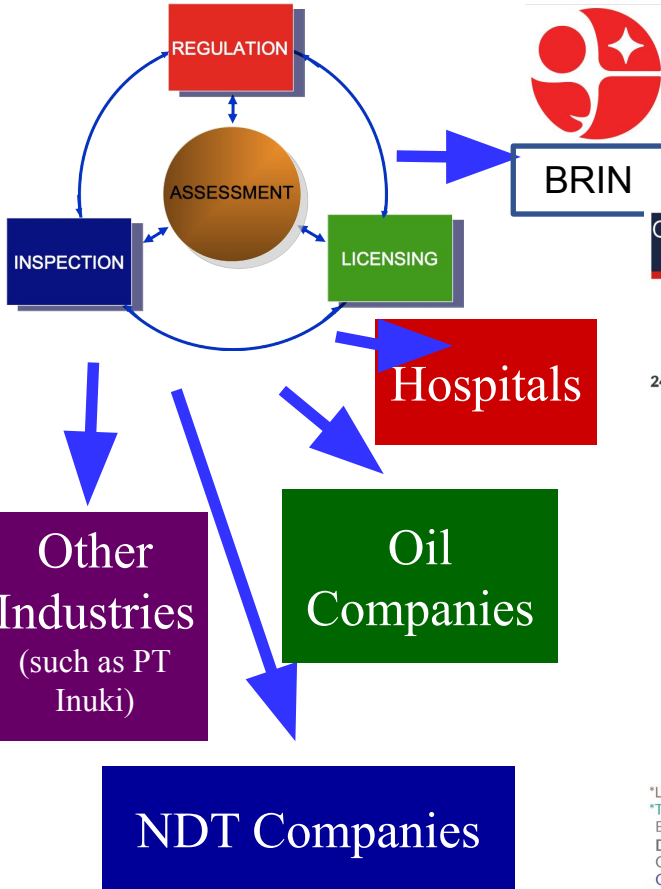 REGULATION
ASSESSMENT
INSPECTION
LICENSING
BRIN
Hospitals
Oil
Companies
Other
Industries
(such as PT
Inuki)
NDT Companies